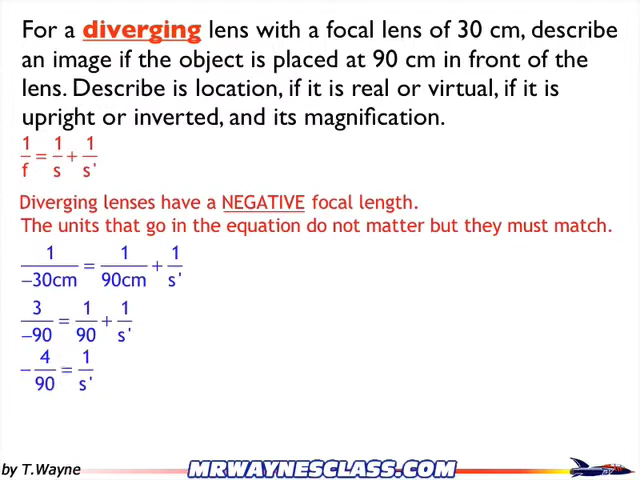 For a diverging lens with a focal lens of 30 cm, describe
an image if the object is placed at 90 cm in front of the
lens. Describe is location, if it is real or virtual, if it is
upright or inverted, and its magnification.
1/f = 1/s + 1/s'
Diverging lenses have a NEGATIVE focal length.
The units that go in the equation do not matter but they must match.
1/−30cm = 1/90cm + 1/s'
3/−90 = 1/90 + 1/s'
−4/90 = 1/s'
by T.Wayne
MRWAYNESCLASS.COM